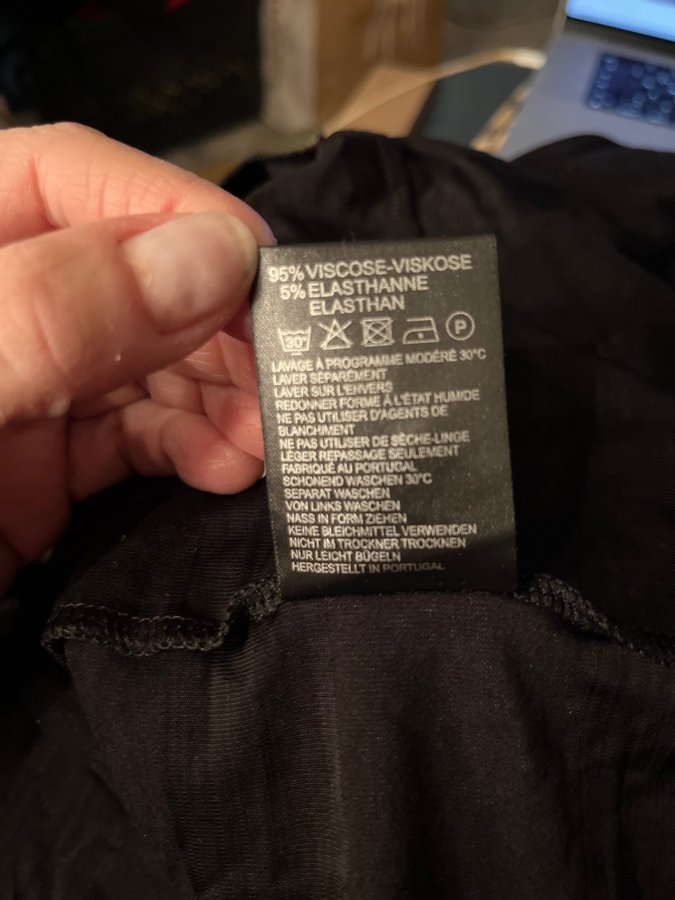 95% VISCOSE-VISKOSE
5% ELASTHANNE
ELASTHAN
30° P
LAVAGE À PROGRAMME MODÉRÉ 30°C
LAVER SÉPARÉMENT
LAVER SUR L'ENVERS
REDONNER FORME À L'ÉTAT HUMIDE
NE PAS UTILISER D'AGENTS DE
BLANCHIMENT
NE PAS UTILISER DE SÈCHE-LINGE
LÉGER REPASSAGE SEULEMENT
FABRIQUÉ AU PORTUGAL
SCHONEND WASCHEN 30°C
SEPARAT WASCHEN
VON LINKS WASCHEN
NASS IN FORM ZIEHEN
KEINE BLEICHMITTEL VERWENDEN
NICHT IM TROCKNER TROCKNEN
NUR LEICHT BÜGELN
HERGESTELLT IN PORTUGAL